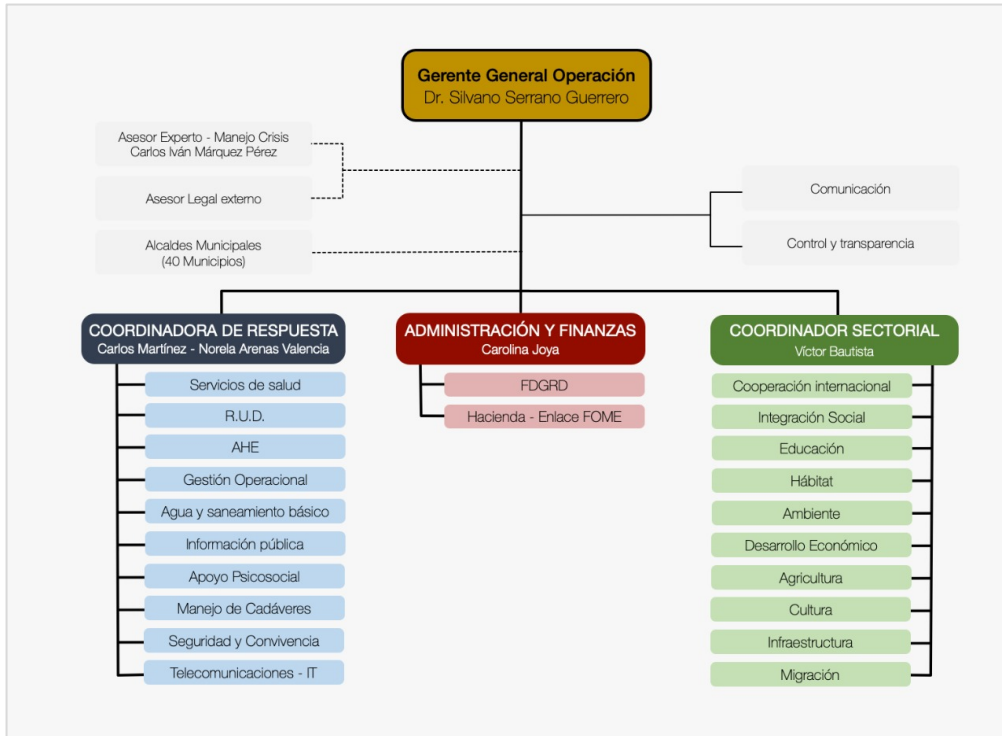 Gerente General Operación
Dr. Silvano Serrano Guerrero
Asesor Experto - Manejo Crisis
Carlos Iván Márquez Pérez
Asesor Legal externo
Alcaldes Municipales
(40 Municipios)
Comunicación
Control y transparencia
COORDINADORA DE RESPUESTA
Carlos Martínez - Norela Arenas Valencia
Servicios de salud
R.U.D.
AHE
Gestión Operacional
Agua y saneamiento básico
Información pública
Apoyo Psicosocial
Manejo de Cadáveres
Seguridad y Convivencia
Telecomunicaciones - IT
ADMINISTRACIÓN Y FINANZAS
Carolina Joya
FDGRD
Hacienda - Enlace FOME
COORDINADOR SECTORIAL
Víctor Bautista
Cooperación internacional
Integración Social
Educación
Hábitat
Ambiente
Desarrollo Económico
Agricultura
Cultura
Infraestructura
Migración